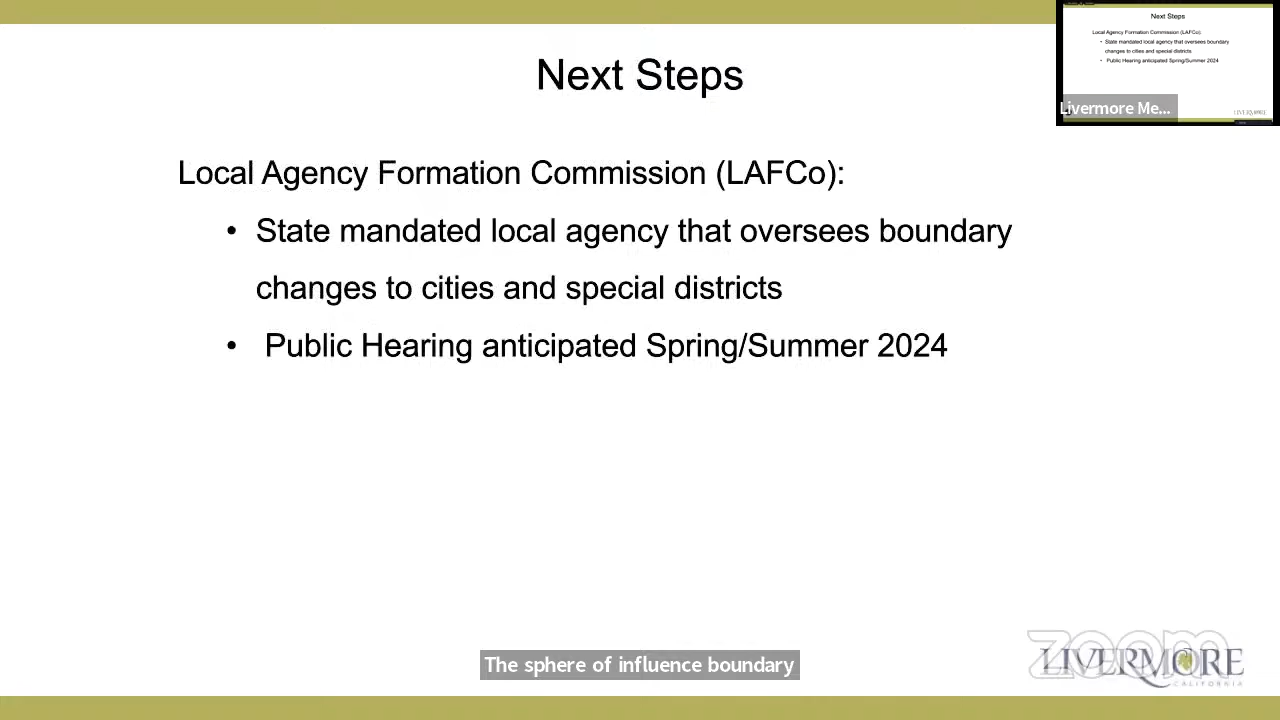 Next Steps
Local Agency Formation Commission (LAFCo):
• State mandated local agency that oversees boundary
changes to cities and special districts
• Public Hearing anticipated Spring/Summer 2024
Next Steps
Local Agency Formation Commission (LAFCo):
• State mandated local agency that oversees boundary
changes to cities and special districts
• Public Hearing anticipated Spring/Summer 2024
LIVERMORE
Livermore Me...
The sphere of influence boundary
zoom
LIVERMORE
CALIFORNIA